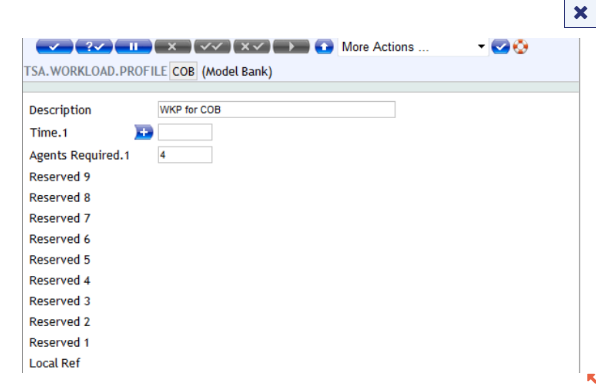 More Actions ...
TSA.WORKLOAD.PROFILE COB (Model Bank)
Description WKP for COB
Time.1
Agents Required.1 4
Reserved 9
Reserved 8
Reserved 7
Reserved 6
Reserved 5
Reserved 4
Reserved 3
Reserved 2
Reserved 1
Local Ref